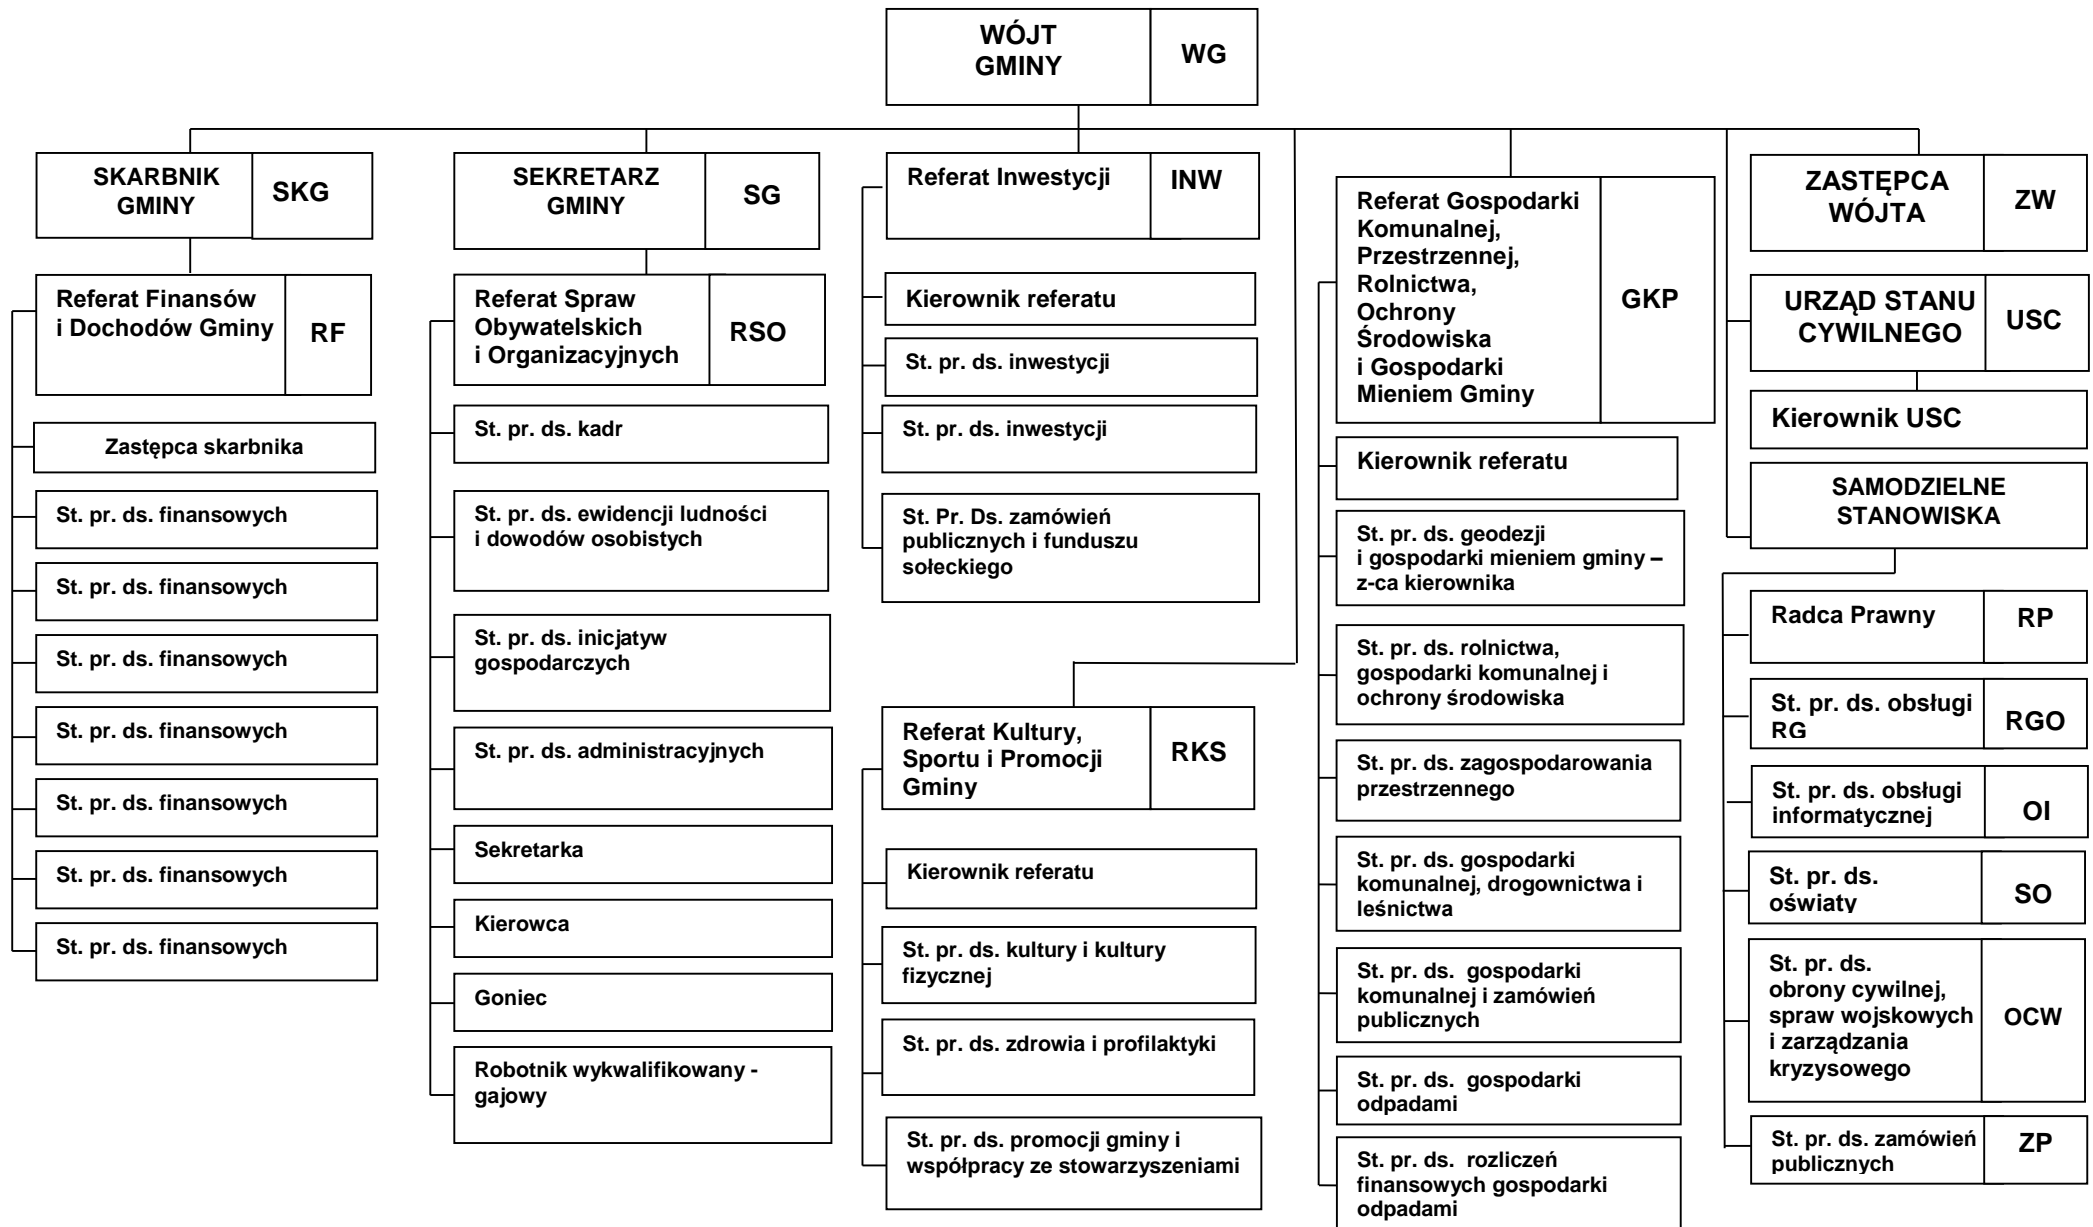 WÓJT
GMINY
WG
SKARBNIK
GMINY
SKG
Referat Finansów
i Dochodów Gminy
RF
Zastępca skarbnika
St. pr. ds. finansowych
St. pr. ds. finansowych
St. pr. ds. finansowych
St. pr. ds. finansowych
St. pr. ds. finansowych
St. pr. ds. finansowych
St. pr. ds. finansowych
SEKRETARZ
GMINY
SG
Referat Spraw
Obywatelskich
i Organizacyjnych
RSO
St. pr. ds. kadr
St. pr. ds. ewidencji ludności
i dowodów osobistych
St. pr. ds. inicjatyw
gospodarczych
St. pr. ds. administracyjnych
Sekretarka
Kierowca
Goniec
Robotnik wykwalifikowany -
gajowy
Referat Inwestycji
INW
Kierownik referatu
St. pr. ds. inwestycji
St. pr. ds. inwestycji
St. Pr. Ds. zamówień
publicznych i funduszu
sołeckiego
Referat Kultury,
Sportu i Promocji
Gminy
RKS
Kierownik referatu
St. pr. ds. kultury i kultury
fizycznej
St. pr. ds. zdrowia i profilaktyki
St. pr. ds. promocji gminy i
współpracy ze stowarzyszeniami
Referat Gospodarki
Komunalnej,
Przestrzennej,
Rolnictwa,
Ochrony
Środowiska
i Gospodarki
Mieniem Gminy
GKP
Kierownik referatu
St. pr. ds. geodezji
i gospodarki mieniem gminy –
z-ca kierownika
St. pr. ds. rolnictwa,
gospodarki komunalnej i
ochrony środowiska
St. pr. ds. zagospodarowania
przestrzennego
St. pr. ds. gospodarki
komunalnej, drogownictwa i
leśnictwa
St. pr. ds. gospodarki
komunalnej i zamówień
publicznych
St. pr. ds. gospodarki
odpadami
St. pr. ds. rozliczeń
finansowych gospodarki
odpadami
ZASTĘPCA
WÓJTA
ZW
URZĄD STANU
CYWILNEGO
USC
Kierownik USC
SAMODZIELNE
STANOWISKA
Radca Prawny
RP
St. pr. ds. obsługi
RG
RGO
St. pr. ds. obsługi
informatycznej
OI
St. pr. ds.
oświaty
SO
St. pr. ds.
obrony cywilnej,
spraw wojskowych
i zarządzania
kryzysowego
OCW
St. pr. ds. zamówień
publicznych
ZP